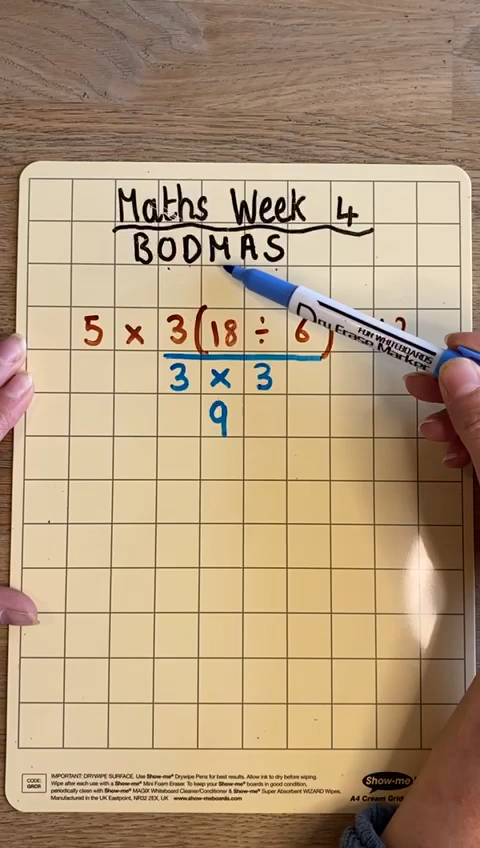 Maths Week 4
BODMAS
5 × 3(18 ÷ 6)
3 × 3
9
Dry Erase Marker
FUN WHITEBOARDS
CODE: GRCR
IMPORTANT: DRYWIPE SURFACE. Use Show-me® Drywipe Pens for best results. Allow ink to dry before wiping.
Wipe after each use with a Show-me® Mini Foam Eraser. To keep your Show-me® boards in good condition,
periodically clean with Show-me® MAGIX Whiteboard Cleaner/Conditioner & Show-me® Super Absorbent WIZARD Wipes.
Manufactured in the UK Eastpoint, NR32 2EX, UK www.show-meboards.com
Show-me
A4 Cream Grid